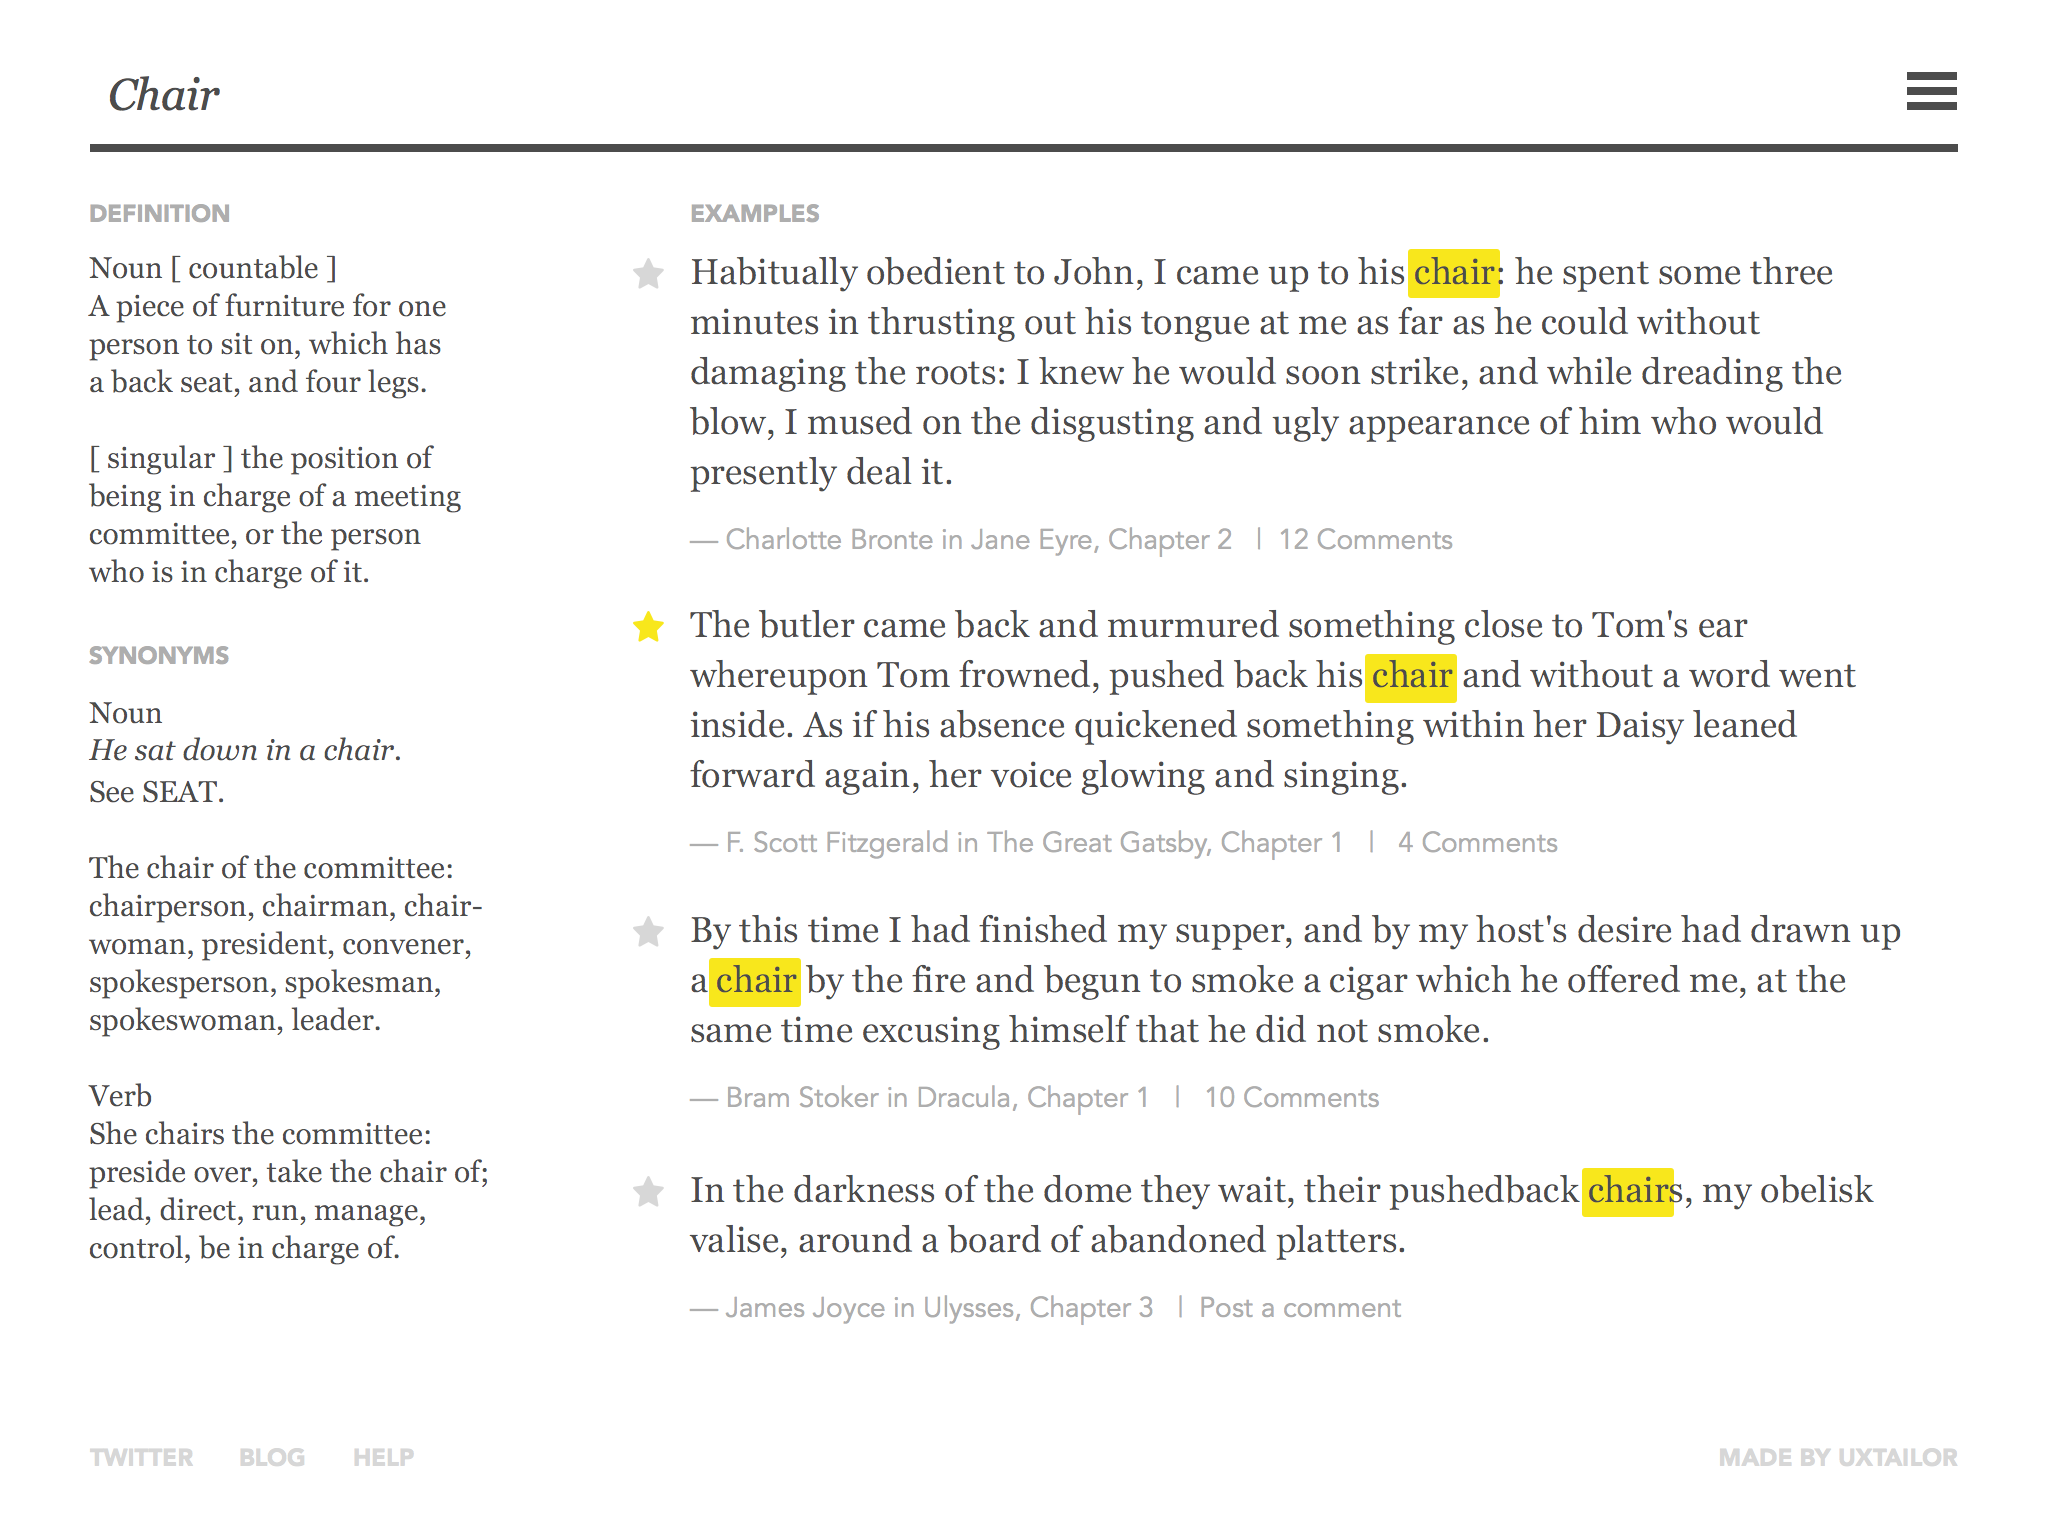 Chair
DEFINITION
Noun [ countable ]
A piece of furniture for one
person to sit on, which has
a back seat, and four legs.
[ singular ] the position of
being in charge of a meeting
committee, or the person
who is in charge of it.
SYNONYMS
Noun
He sat down in a chair.
See SEAT.
The chair of the committee:
chairperson, chairman, chair-
woman, president, convener,
spokesperson, spokesman,
spokeswoman, leader.
Verb
She chairs the committee:
preside over, take the chair of;
lead, direct, run, manage,
control, be in charge of.
EXAMPLES
Habitually obedient to John, I came up to his chair: he spent some three
minutes in thrusting out his tongue at me as far as he could without
damaging the roots: I knew he would soon strike, and while dreading the
blow, I mused on the disgusting and ugly appearance of him who would
presently deal it.
— Charlotte Bronte in Jane Eyre, Chapter 2 | 12 Comments
The butler came back and murmured something close to Tom's ear
whereupon Tom frowned, pushed back his chair and without a word went
inside. As if his absence quickened something within her Daisy leaned
forward again, her voice glowing and singing.
— F. Scott Fitzgerald in The Great Gatsby, Chapter 1 | 4 Comments
By this time I had finished my supper, and by my host's desire had drawn up
a chair by the fire and begun to smoke a cigar which he offered me, at the
same time excusing himself that he did not smoke.
— Bram Stoker in Dracula, Chapter 1 | 10 Comments
In the darkness of the dome they wait, their pushedback chairs, my obelisk
valise, around a board of abandoned platters.
— James Joyce in Ulysses, Chapter 3 | Post a comment
TWITTER BLOG HELP
MADE BY UXTAILOR